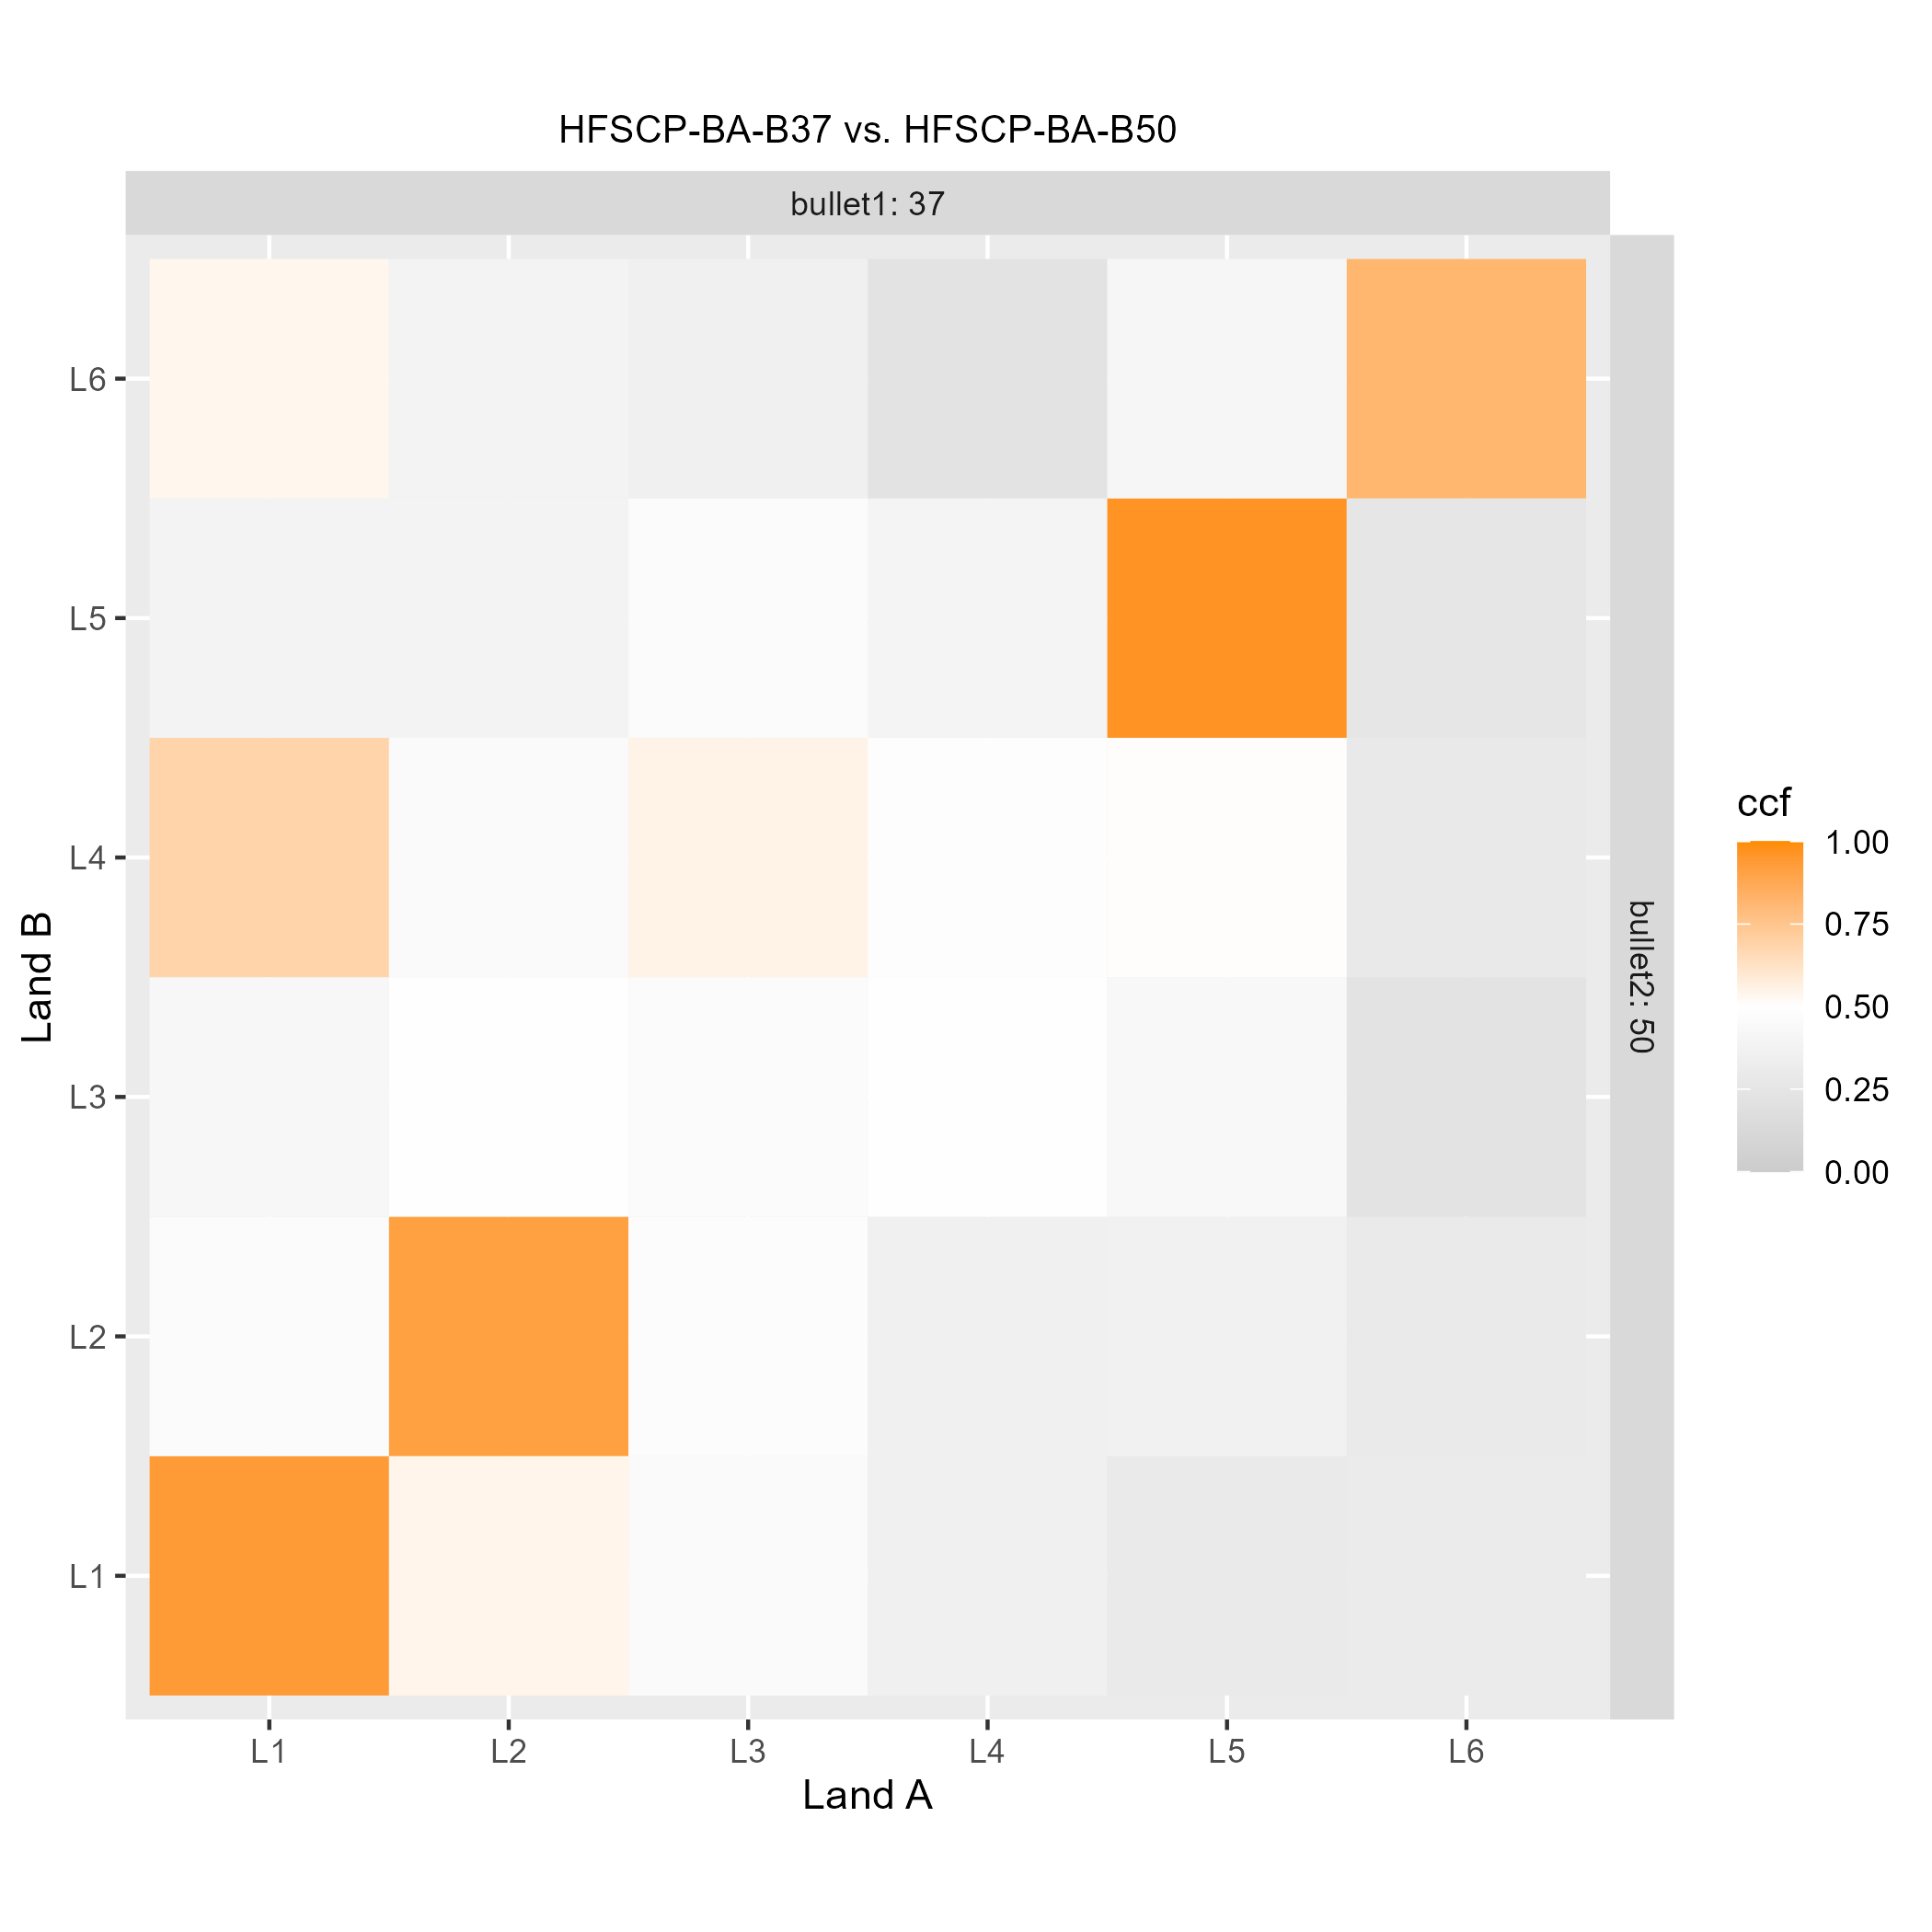 HFSCP-BA-B37 vs. HFSCP-BA-B50
bullet1: 37
L6
L5
L4
L3
L2
L1
Land B
bullet2: 50
ccf
1.00
0.75
0.50
0.25
0.00
L1
L2
L3
L4
L5
L6
Land A